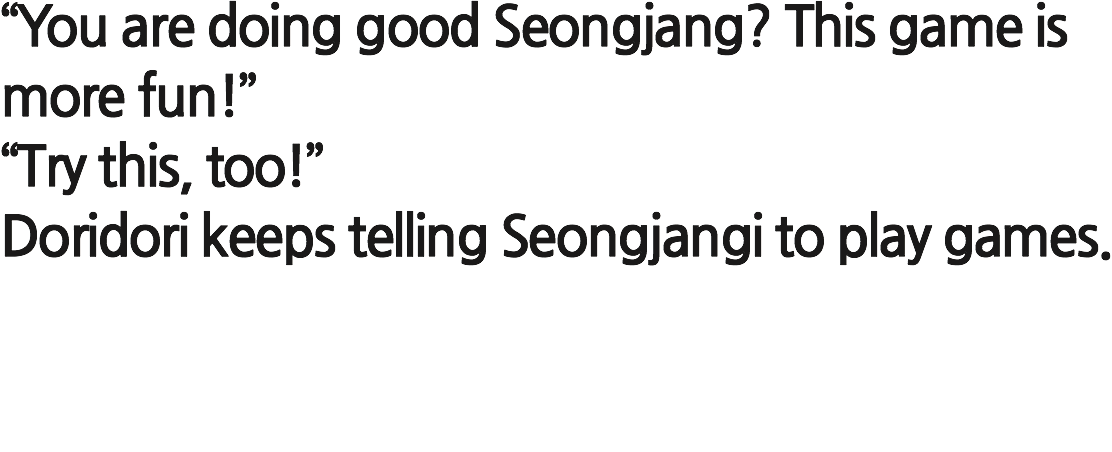 “You are doing good Seongjang? This game is
more fun!”
“Try this, too!”
Doridori keeps telling Seongjangi to play games.